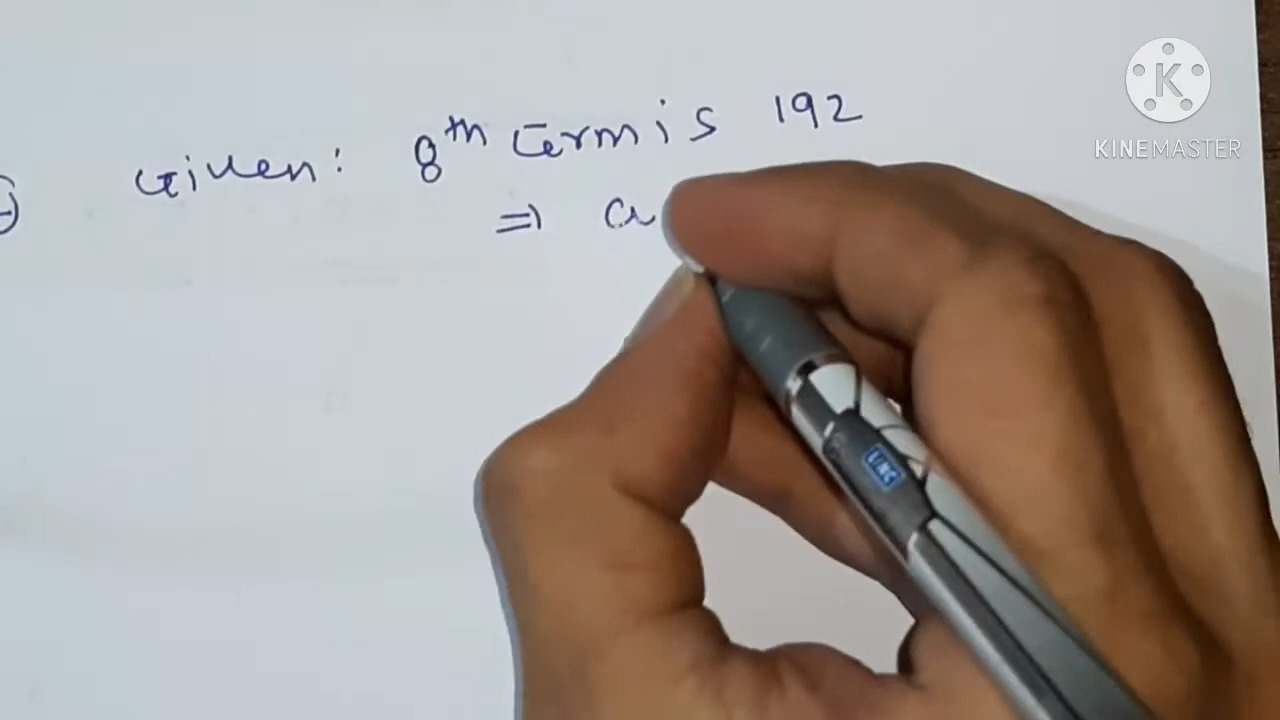 Given: 8th term is 192
⇒ a
K
KINEMASTER